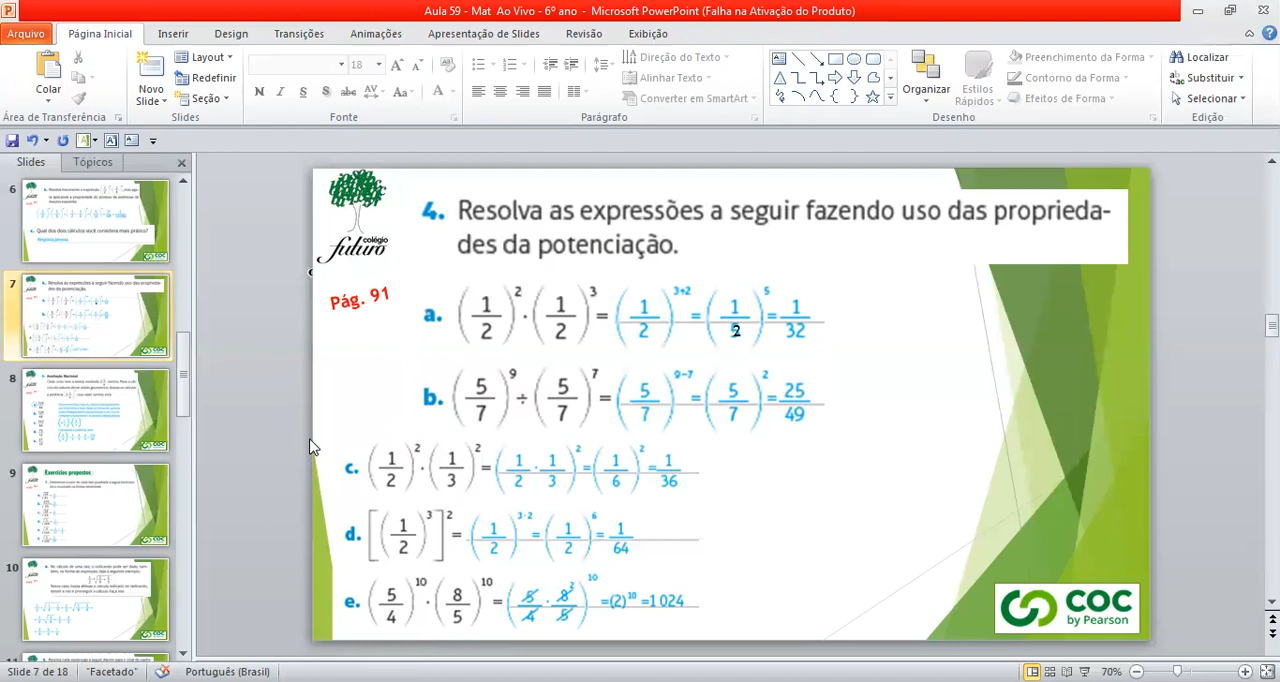 Aula 59 - Mat Ao Vivo - 6º ano - Microsoft PowerPoint (Falha na Ativação do Produto)
Arquivo Página Inicial Inserir Design Transições Animações Apresentação de Slides Revisão Exibição
Colar
Novo Slide
Layout
Redefinir
Seção
18
Direção do Texto
Alinhar Texto
Converter em SmartArt
Organizar
Estilos Rápidos
Preenchimento da Forma
Contorno da Forma
Efeitos de Forma
Localizar
Substituir
Selecionar
Área de Transferência Slides Fonte Parágrafo Desenho Edição
Slides Tópicos
6
7
8
9
Exercícios propostos
10
colégio
futuro
Pág. 91
4. Resolva as expressões a seguir fazendo uso das proprieda-
des da potenciação.
a. (1/2)² · (1/2)³ = (1/2)³⁺² = (1/2)⁵ = 1/32
b. (5/7)⁹ ÷ (5/7)⁷ = (5/7)⁹⁻⁷ = (5/7)² = 25/49
c. (1/2)² · (1/3)² = (1/2 · 1/3)² = (1/6)² = 1/36
d. [(1/2)³]² = (1/2)³·² = (1/2)⁶ = 1/64
e. (5/4)¹⁰ · (8/5)¹⁰ = (5/4 · 8²/5)¹⁰ = (2)¹⁰ = 1 024
COC
by Pearson
Slide 7 de 18 "Facetado" Português (Brasil) 70%